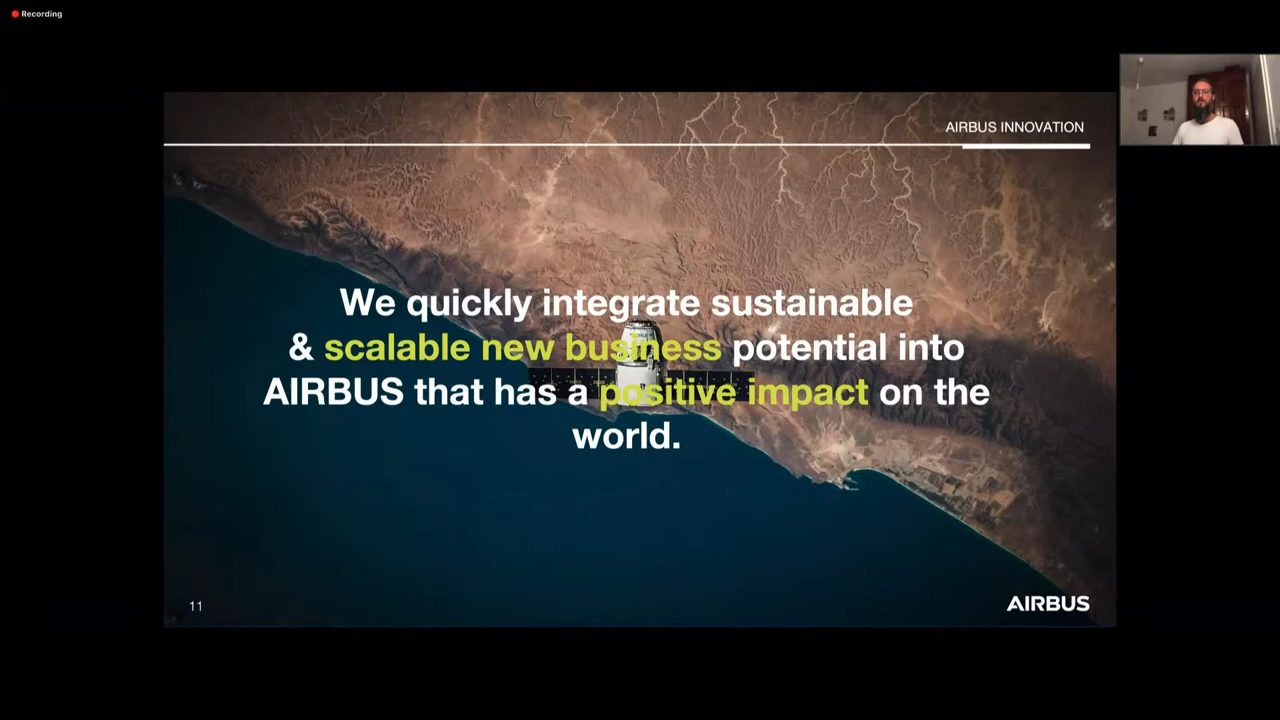 Recording
AIRBUS INNOVATION
We quickly integrate sustainable
& scalable new business potential into
AIRBUS that has a positive impact on the
world.
11
AIRBUS